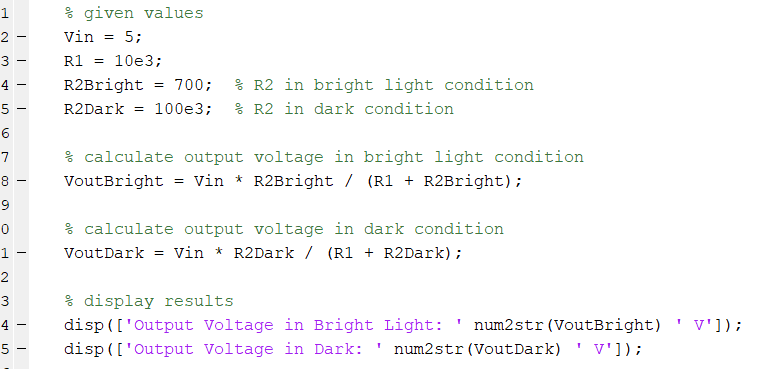 1 % given values
2 – Vin = 5;
3 – R1 = 10e3;
4 – R2Bright = 700; % R2 in bright light condition
5 – R2Dark = 100e3; % R2 in dark condition
6
7 % calculate output voltage in bright light condition
8 – VoutBright = Vin * R2Bright / (R1 + R2Bright);
9
0 % calculate output voltage in dark condition
1 – VoutDark = Vin * R2Dark / (R1 + R2Dark);
2
3 % display results
4 – disp(['Output Voltage in Bright Light: ' num2str(VoutBright) ' V']);
5 – disp(['Output Voltage in Dark: ' num2str(VoutDark) ' V']);